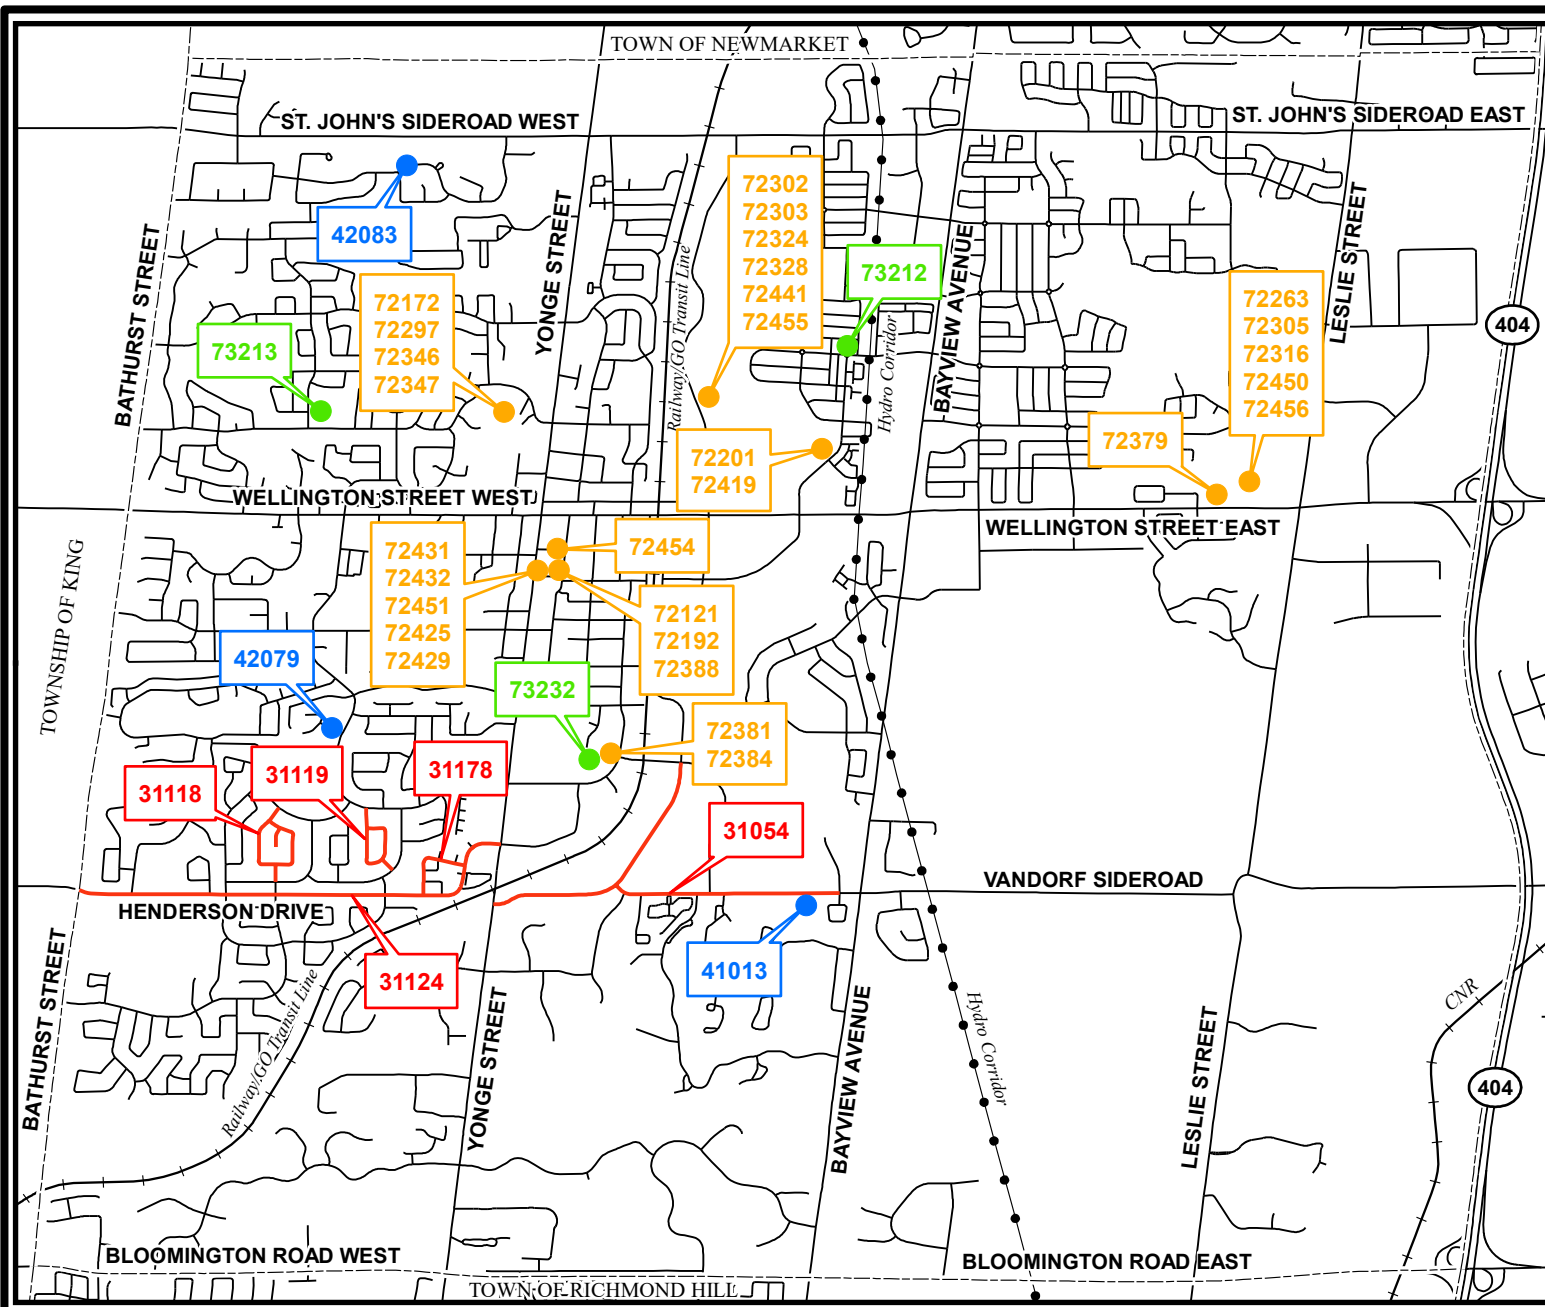 TOWN OF NEWMARKET
ST. JOHN'S SIDEROAD WEST
ST. JOHN'S SIDEROAD EAST
72302
72303
72324
72328
72441
72455
42083
73212
72172
72297
72346
72347
72263
72305
72316
72450
72456
BATHURST STREET
YONGE STREET
Railway/GO Transit Line
Hydro Corridor
BAYVIEW AVENUE
LESLIE STREET
404
73213
72379
72201
72419
WELLINGTON STREET WEST
WELLINGTON STREET EAST
TOWNSHIP OF KING
72431
72432
72451
72425
72429
72454
72121
72192
72388
42079
73232
72381
72384
31118
31119
31178
31054
VANDORF SIDEROAD
HENDERSON DRIVE
31124
41013
BATHURST STREET
Railway/GO Transit Line
YONGE STREET
BAYVIEW AVENUE
Hydro Corridor
LESLIE STREET
CNR
404
BLOOMINGTON ROAD WEST
BLOOMINGTON ROAD EAST
TOWN OF RICHMOND HILL